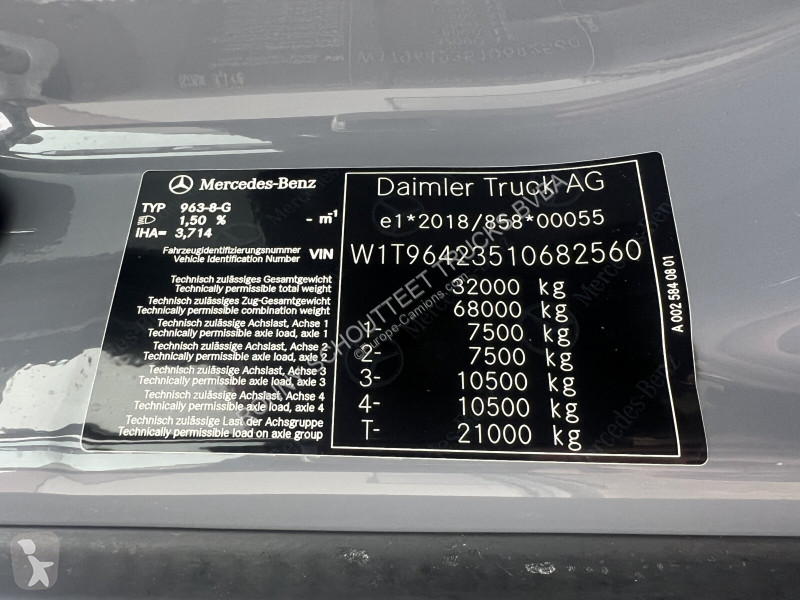 Mercedes-Benz
TYP 963-8-G
1,50 % - m-1
iHA= 3,714
Fahrzeugidentifizierungsnummer
Vehicle Identification Number VIN
Technisch zulässiges Gesamtgewicht
Technically permissible total weight
Technisch zulässiges Zug-Gesamtgewicht
Technically permissible combination weight
Technisch zulässige Achslast, Achse 1
Technically permissible axle load, axle 1
Technisch zulässige Achslast, Achse 2
Technically permissible axle load, axle 2
Technisch zulässige Achslast, Achse 3
Technically permissible axle load, axle 3
Technisch zulässige Achslast, Achse 4
Technically permissible axle load, axle 4
Technisch zulässige Last der Achsgruppe
Technically permissible load on axle group
Daimler Truck AG
e1*2018/858*00055
W1T96423510682560
32000 kg
68000 kg
1- 7500 kg
2- 7500 kg
3- 10500 kg
4- 10500 kg
T- 21000 kg
A 002 584 08 01
SCHOUTTEET TRUCKS BVBA
©Europe-Camions.com